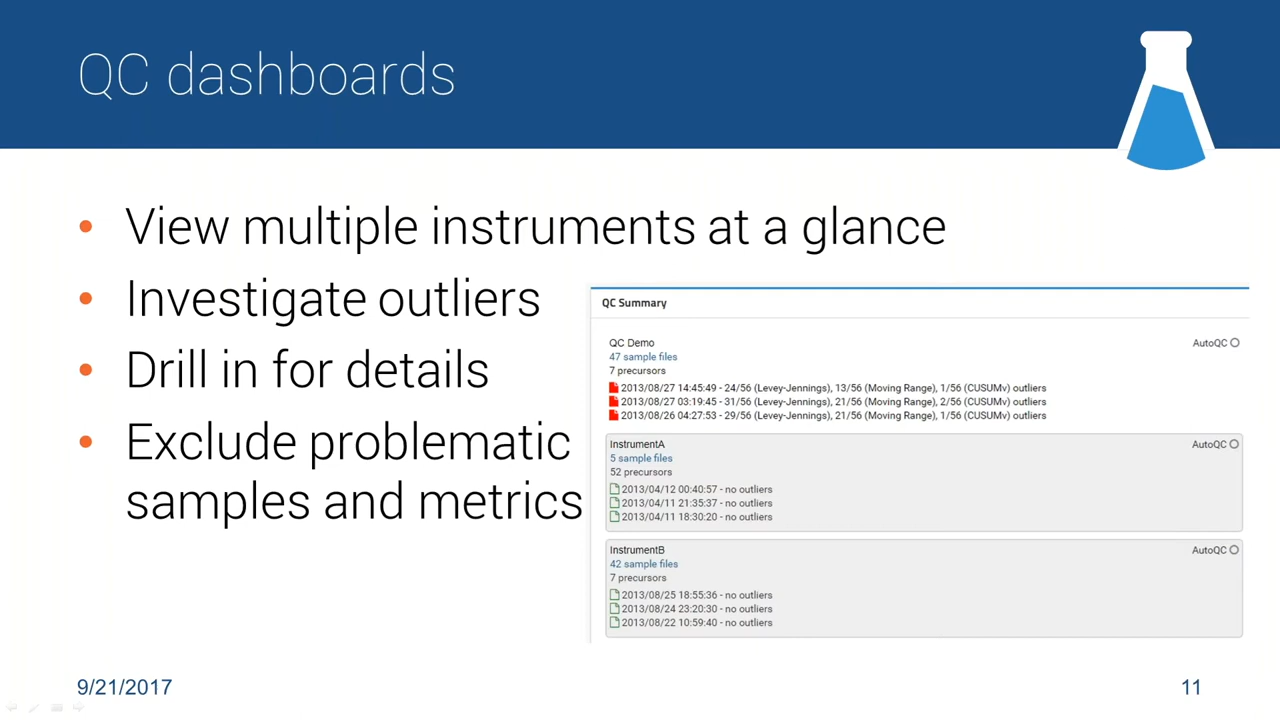 QC dashboards
• View multiple instruments at a glance
• Investigate outliers
• Drill in for details
• Exclude problematic
samples and metrics
QC Summary
QC Demo AutoQC
47 sample files
7 precursors
2013/08/27 14:45:49 - 24/56 (Levey-Jennings), 13/56 (Moving Range), 1/56 (CUSUMv) outliers
2013/08/27 03:19:45 - 31/56 (Levey-Jennings), 21/56 (Moving Range), 2/56 (CUSUMv) outliers
2013/08/26 04:27:53 - 29/56 (Levey-Jennings), 21/56 (Moving Range), 1/56 (CUSUMv) outliers
InstrumentA AutoQC
5 sample files
52 precursors
2013/04/12 00:40:57 - no outliers
2013/04/11 21:35:37 - no outliers
2013/04/11 18:30:20 - no outliers
InstrumentB AutoQC
42 sample files
7 precursors
2013/08/25 18:55:36 - no outliers
2013/08/24 23:20:30 - no outliers
2013/08/22 10:59:40 - no outliers
9/21/2017
11